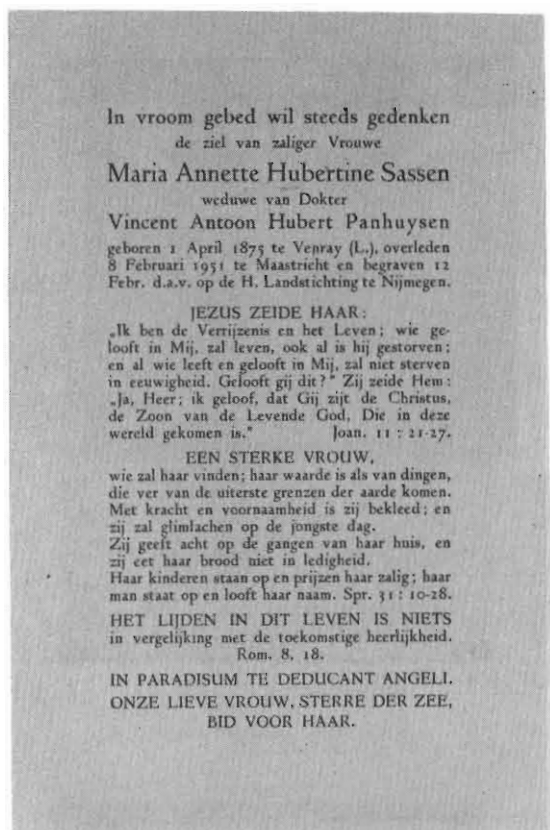 In vroom gebed wil steeds gedenken
de ziel van zaliger Vrouwe
Maria Annette Hubertine Sassen
weduwe van Dokter
Vincent Antoon Hubert Panhuysen
geboren 1 April 1875 te Venray (L.), overleden
8 Februari 1951 te Maastricht en begraven 12
Febr. d.a.v. op de H. Landstichting te Nijmegen.
JEZUS ZEIDE HAAR:
„Ik ben de Verrijzenis en het Leven; wie ge-
looft in Mij, zal leven, ook al is hij gestorven;
en al wie leeft en gelooft in Mij, zal niet sterven
in eeuwigheid. Gelooft gij dit?" Zij zeide Hem:
„Ja, Heer; ik geloof, dat Gij zijt de Christus,
de Zoon van de Levende God, Die in deze
wereld gekomen is." Joan. 11 : 21-27.
EEN STERKE VROUW,
wie zal haar vinden; haar waarde is als van dingen,
die ver van de uiterste grenzen der aarde komen.
Met kracht en voornaamheid is zij bekleed; en
zij zal glimlachen op de jongste dag.
Zij geeft acht op de gangen van haar huis, en
zij eet haar brood niet in ledigheid.
Haar kinderen staan op en prijzen haar zalig; haar
man staat op en looft haar naam. Spr. 31 : 10-28.
HET LIJDEN IN DIT LEVEN IS NIETS
in vergelijking met de toekomstige heerlijkheid.
Rom. 8, 18.
IN PARADISUM TE DEDUCANT ANGELI.
ONZE LIEVE VROUW, STERRE DER ZEE,
BID VOOR HAAR.